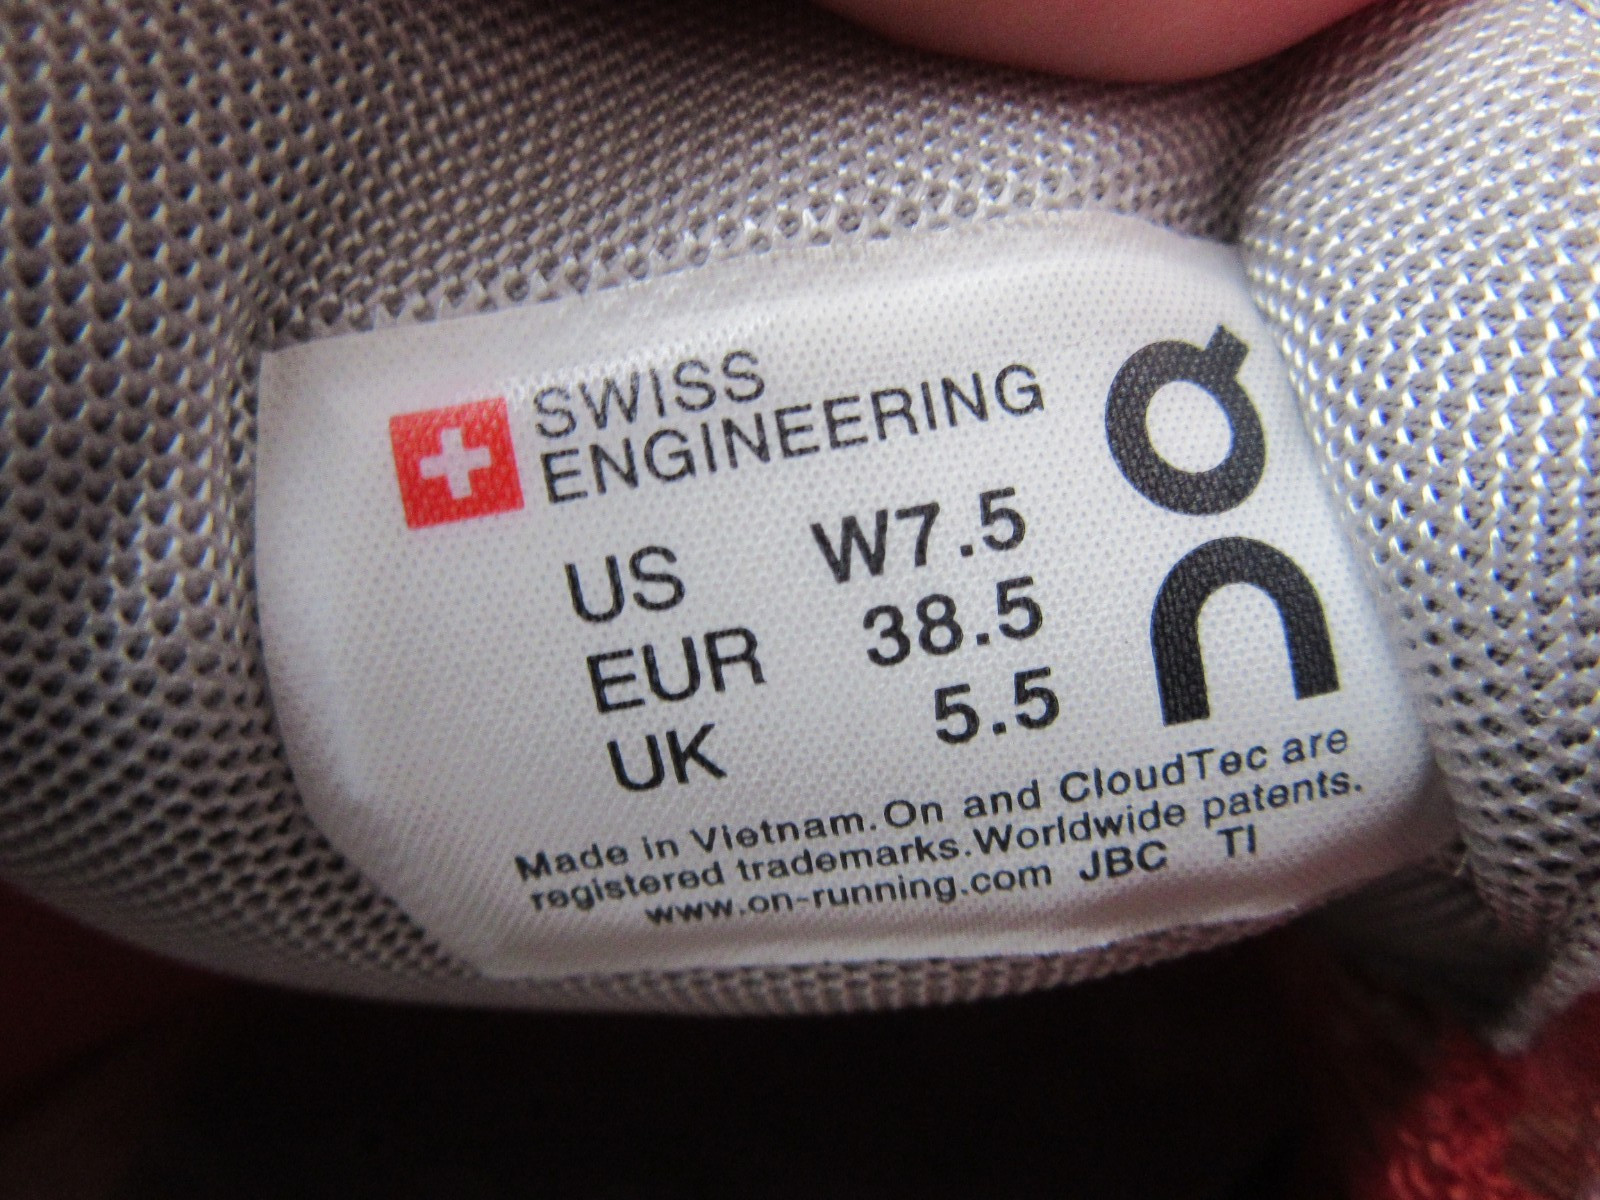 SWISS
ENGINEERING
US W7.5
EUR 38.5
UK 5.5
On
Made in Vietnam. On and CloudTec are
registered trademarks. Worldwide patents.
www.on-running.com JBC TI